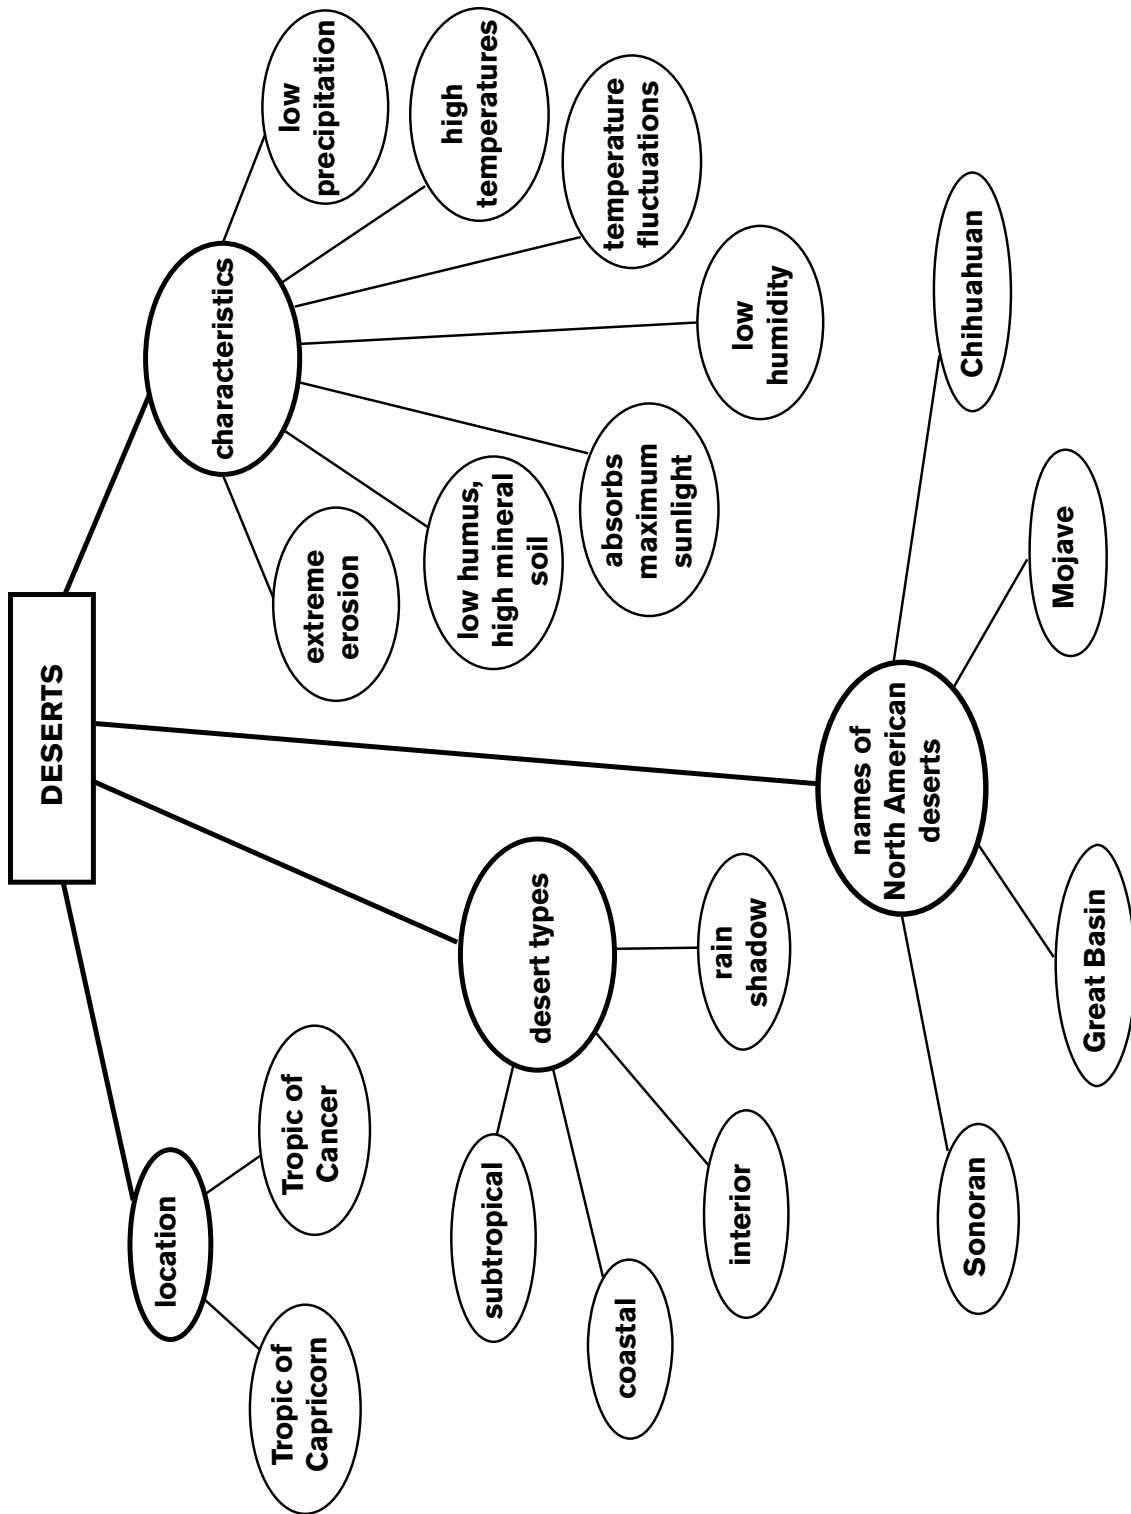 DESERTS
location
Tropic of
Capricorn
Tropic of
Cancer
desert types
subtropical
coastal
interior
rain
shadow
names of
North American
deserts
Sonoran
Great Basin
Mojave
Chihuahuan
characteristics
extreme
erosion
low humus,
high mineral
soil
absorbs
maximum
sunlight
low
humidity
temperature
fluctuations
high
temperatures
low
precipitation